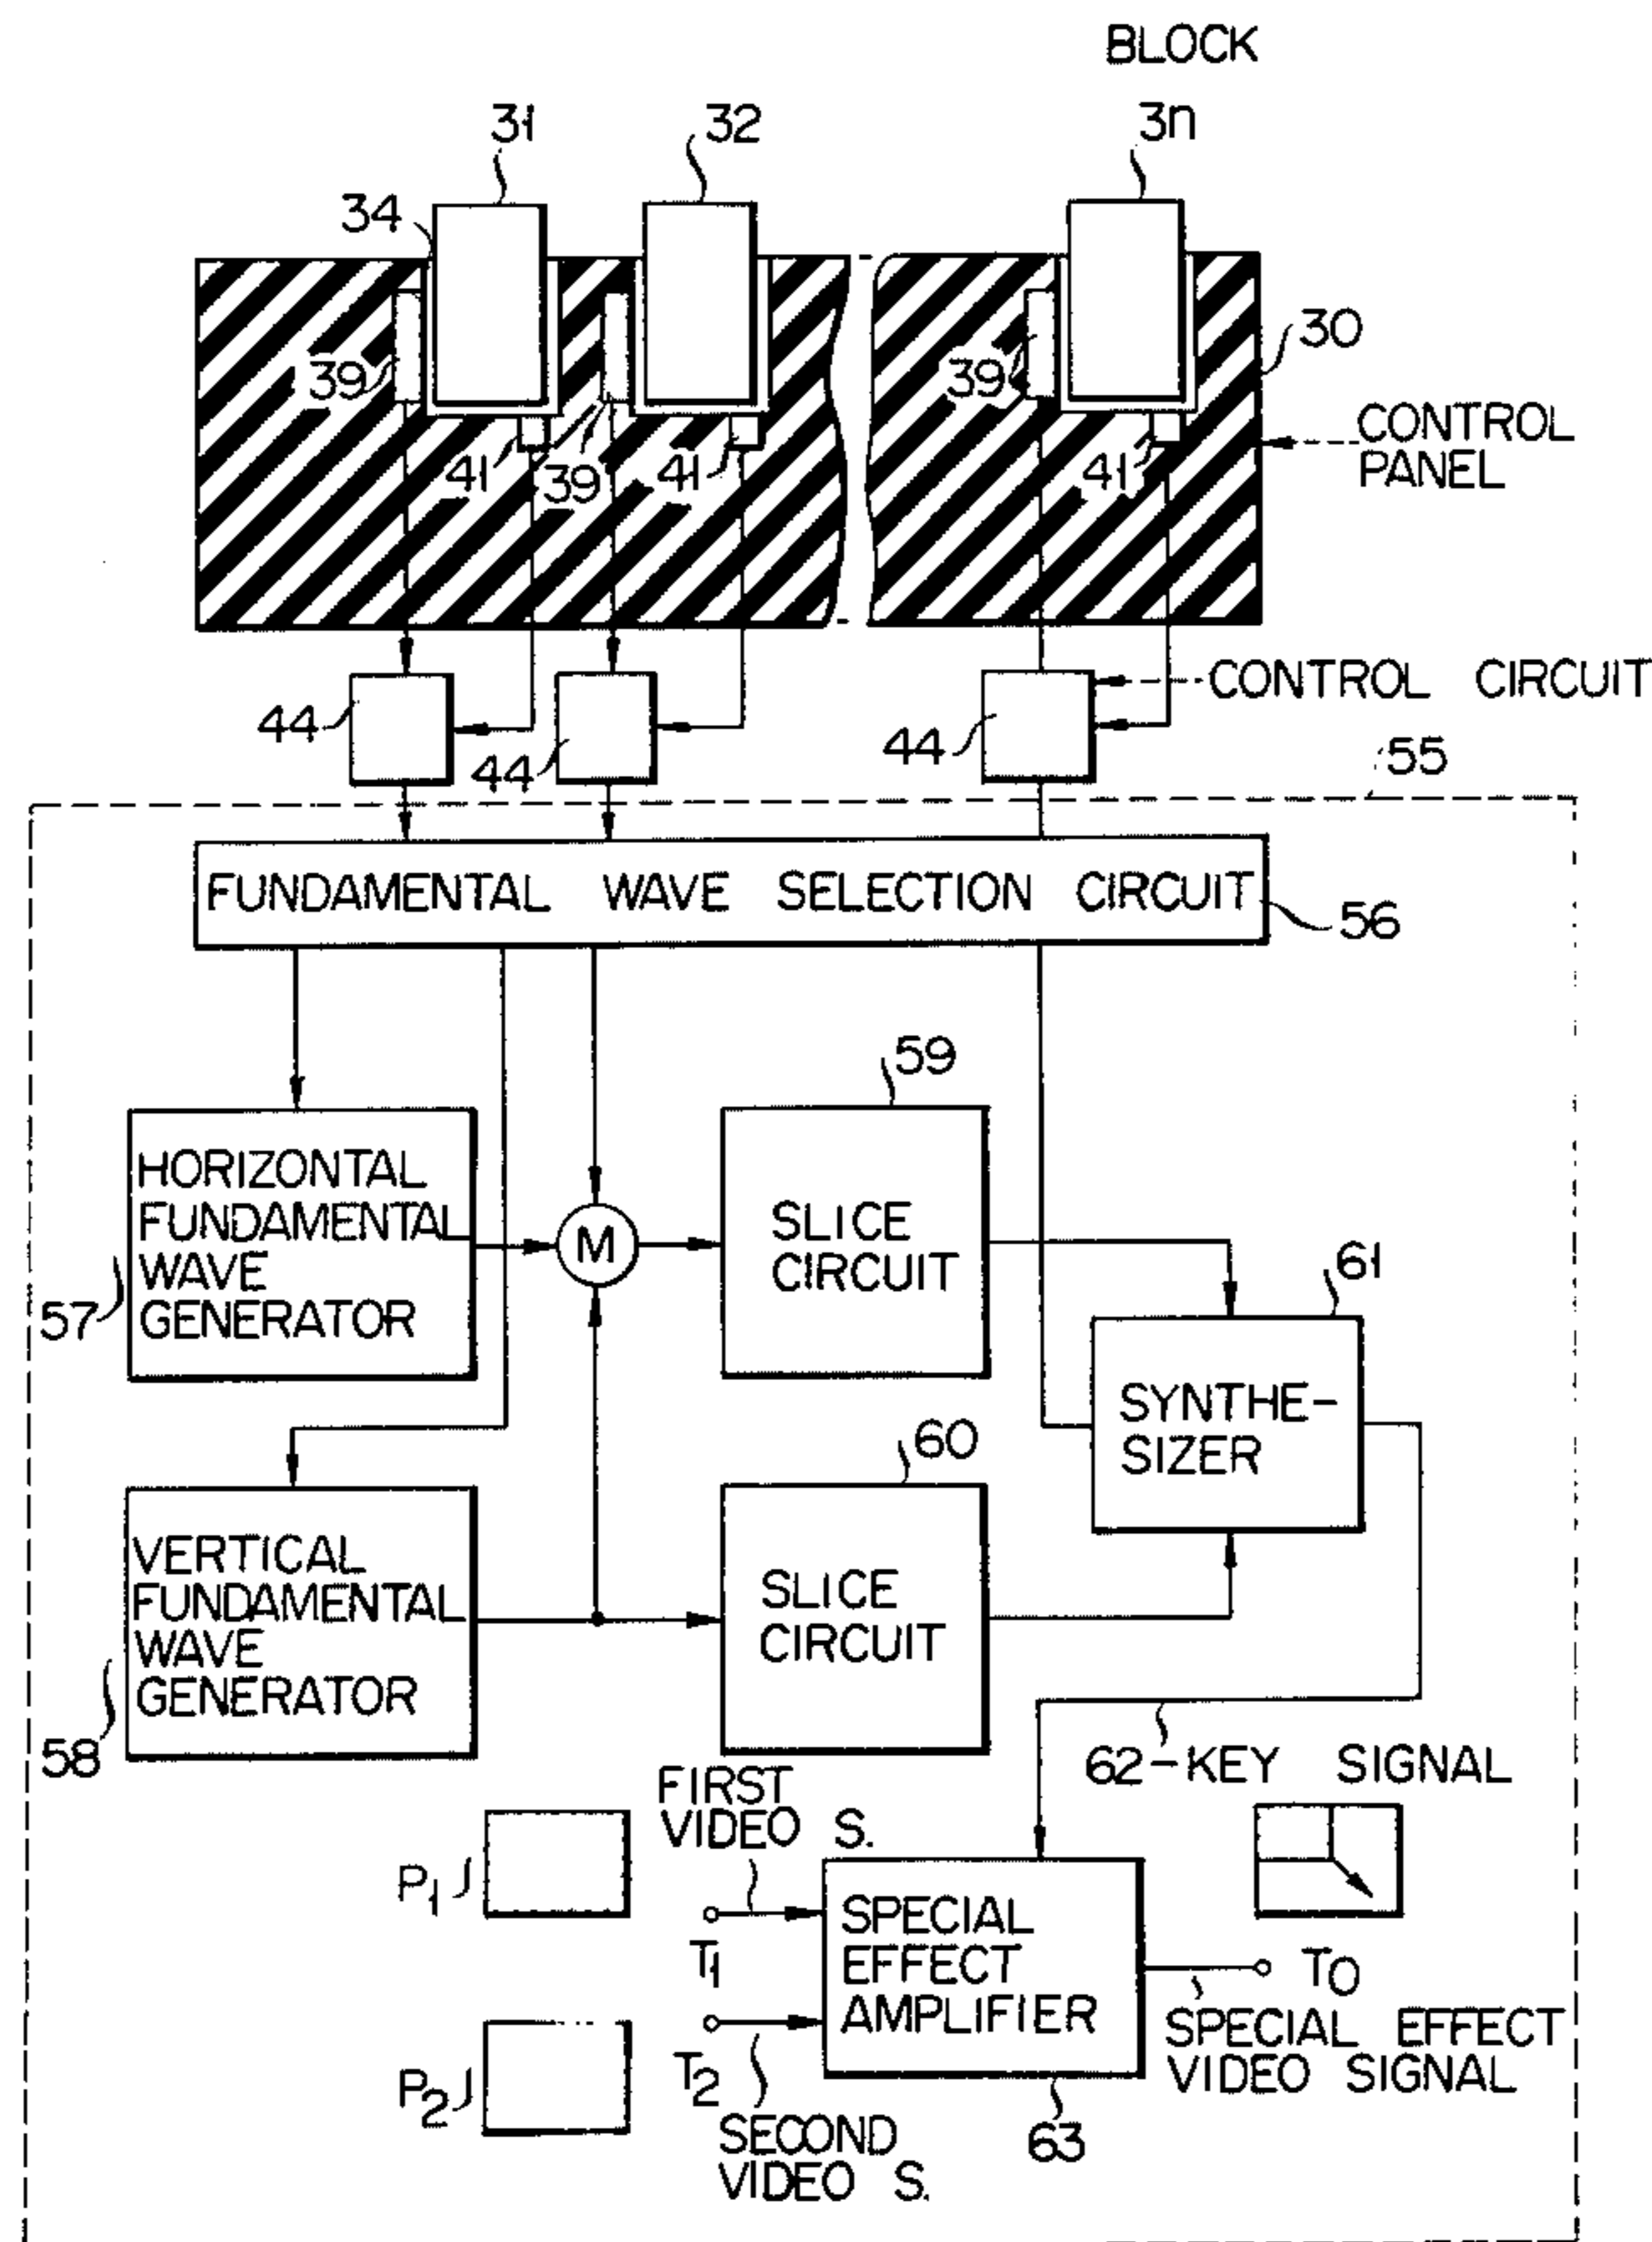 BLOCK
31
32
3n
34
30
39
39
39
41
41
41
CONTROL
PANEL
CONTROL CIRCUIT
44
44
44
55
FUNDAMENTAL WAVE SELECTION CIRCUIT
56
59
HORIZONTAL
FUNDAMENTAL
WAVE
GENERATOR
57
M
SLICE
CIRCUIT
61
SYNTHE-
SIZER
60
VERTICAL
FUNDAMENTAL
WAVE
GENERATOR
58
SLICE
CIRCUIT
62-KEY SIGNAL
FIRST
VIDEO S.
P1
T1
SPECIAL
EFFECT
AMPLIFIER
TO
SPECIAL EFFECT
VIDEO SIGNAL
P2
T2
SECOND
VIDEO S.
63